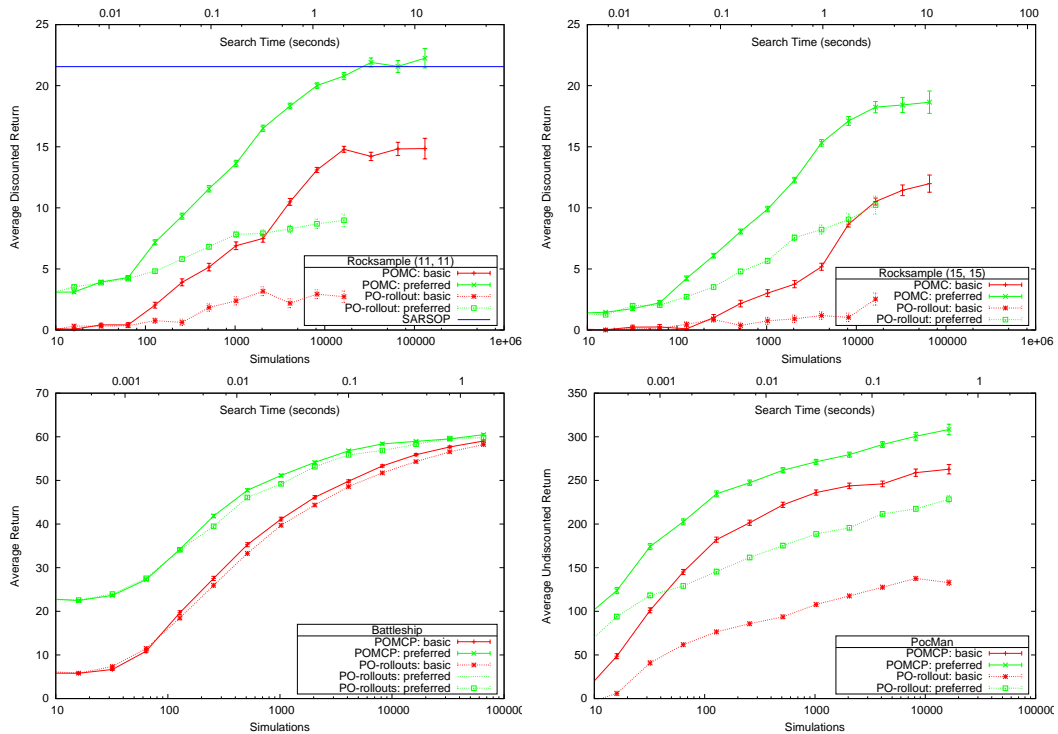 0.001 0.01 0.1 1 10
Search Time (seconds)
25
20
15
10
5
0
Average Discounted Return
Rocksample (11, 11)
POMC: basic
POMC: preferred
PO-rollout: basic
PO-rollout: preferred
SARSOP
10 100 1000 10000 100000 1e+06
Simulations
0.01 0.1 1 10 100
Search Time (seconds)
25
20
15
10
5
0
Average Discounted Return
Rocksample (15, 15)
POMC: basic
POMC: preferred
PO-rollout: basic
PO-rollout: preferred
10 100 1000 10000 100000 1e+06
Simulations
0.001 0.01 0.1 1
Search Time (seconds)
70
60
50
40
30
20
10
0
Average Return
Battleship
POMCP: basic
POMCP: preferred
PO-rollouts: basic
PO-rollouts: preferred
PO-rollouts: preferred
10 100 1000 10000 100000
Simulations
0.001 0.01 0.1 1
Search Time (seconds)
350
300
250
200
150
100
50
0
Average Undiscounted Return
PocMan
POMCP: basic
POMCP: preferred
PO-rollout: basic
PO-rollout: preferred
10 100 1000 10000 100000
Simulations